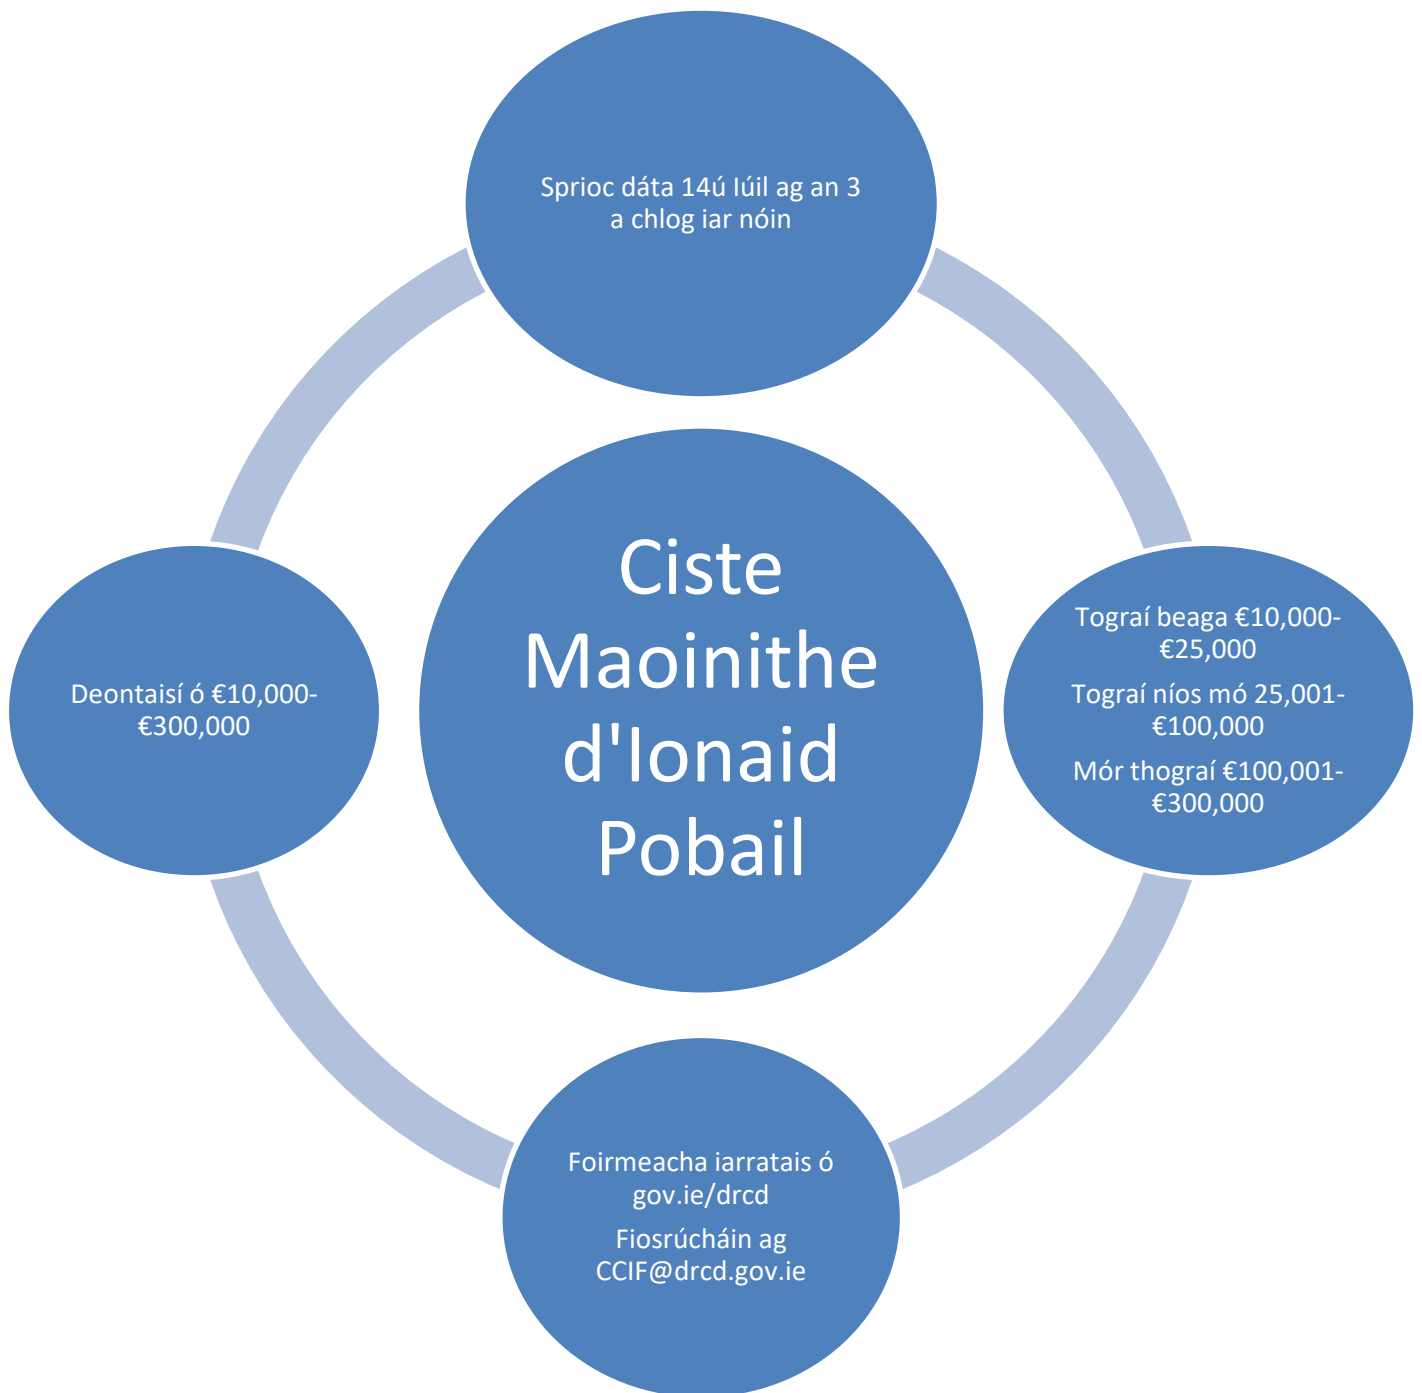 Sprioc dáta 14ú Iúil ag an 3
a chlog iar nóin
Ciste
Maoinithe
d'Ionaid
Pobail
Tograí beaga €10,000-
€25,000
Tograí níos mó 25,001-
€100,000
Mór thograí €100,001-
€300,000
Foirmeacha iarratais ó
gov.ie/drcd
Fiosrúcháin ag
CCIF@drcd.gov.ie
Deontaisí ó €10,000-
€300,000